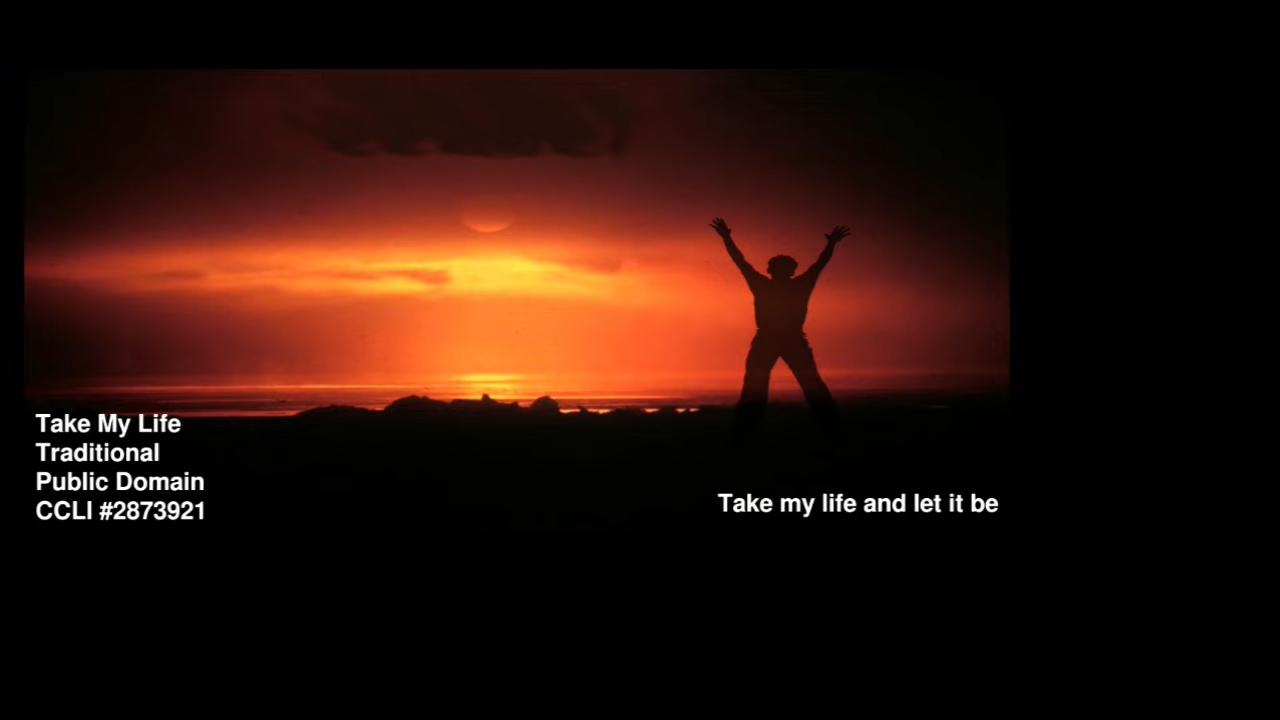 Take My Life
Traditional
Public Domain
CCLI #2873921
Take my life and let it be